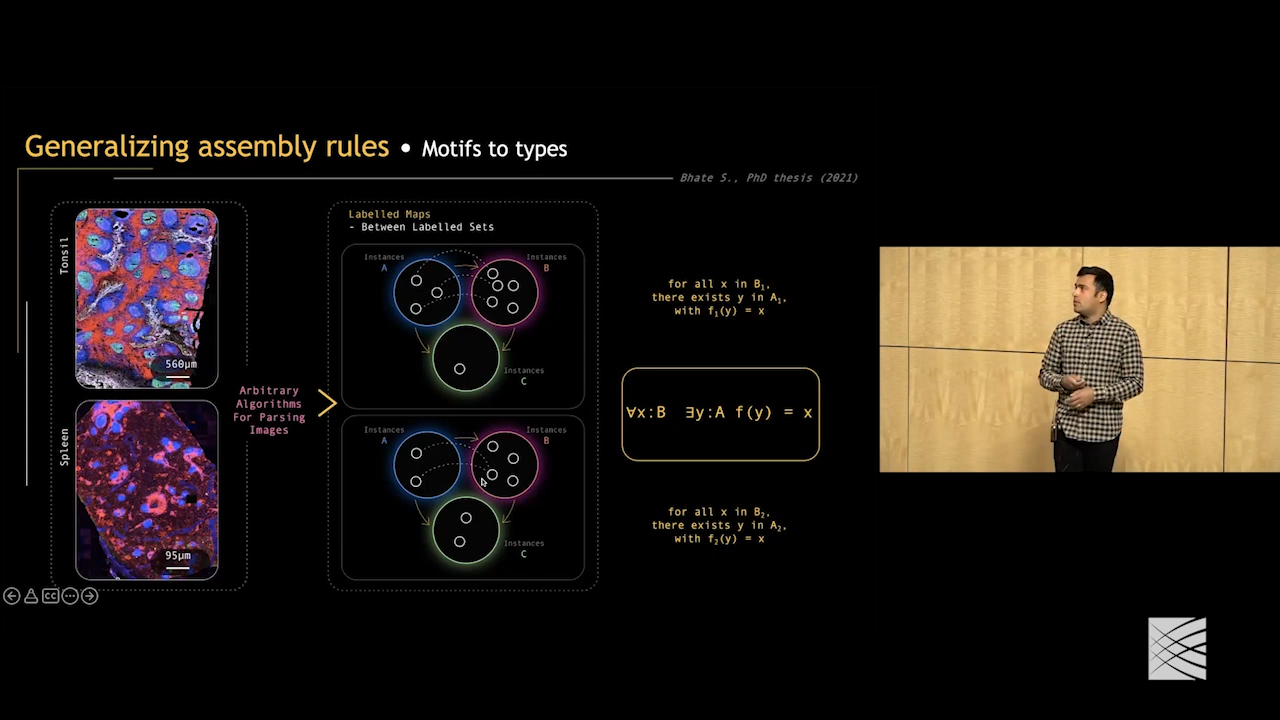 Generalizing assembly rules • Motifs to types
Bhate S., PhD thesis (2021)
Tonsil
560μm
Spleen
95μm
Arbitrary
Algorithms
For Parsing
Images
Labelled Maps
- Between Labelled Sets
Instances
A
Instances
B
Instances
C
Instances
A
Instances
B
Instances
C
for all x in B₁,
there exists y in A₁,
with f₁(y) = x
∀x:B ∃y:A f(y) = x
for all x in B₂,
there exists y in A₂,
with f₂(y) = x
CC